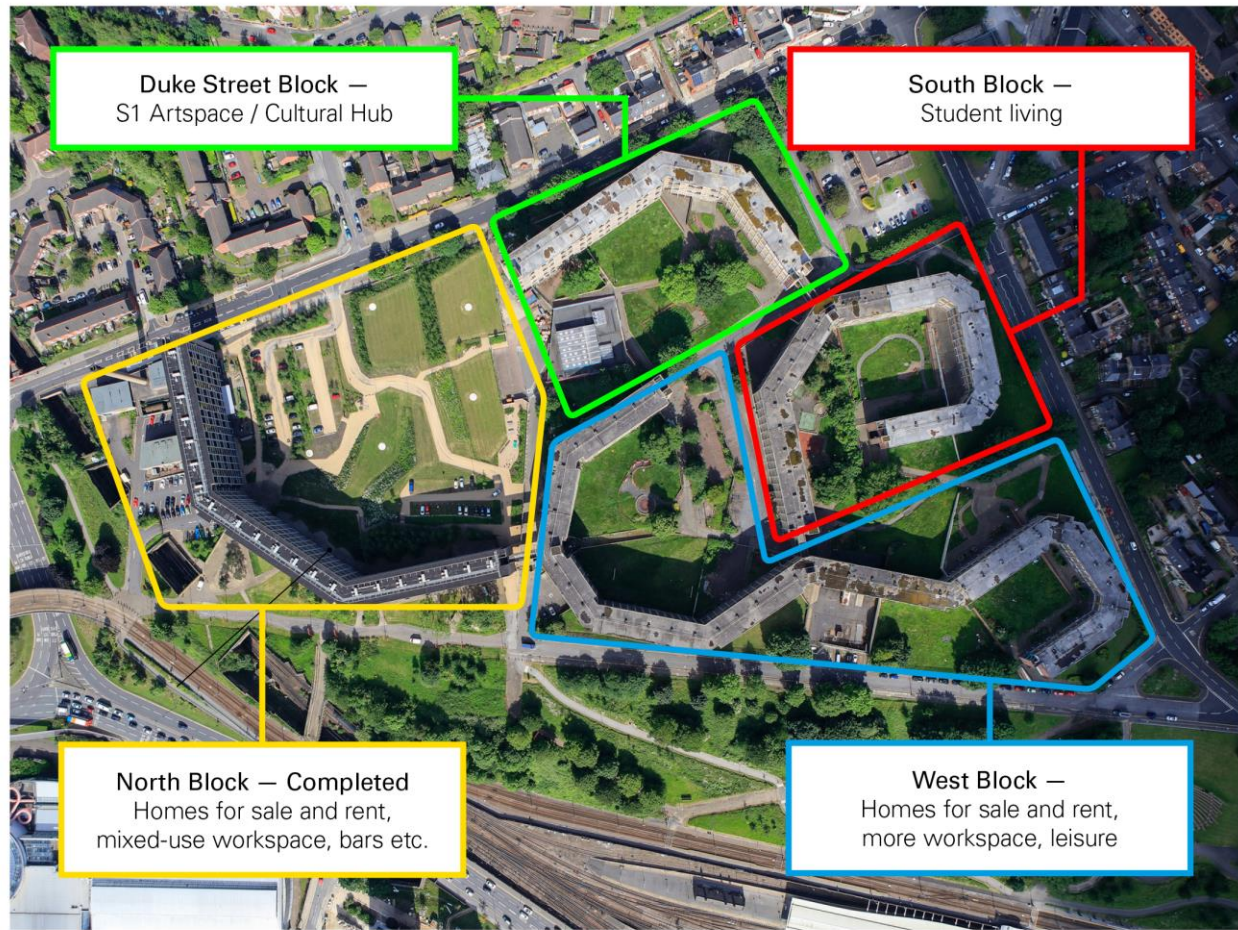 Duke Street Block —
S1 Artspace / Cultural Hub
South Block —
Student living
North Block — Completed
Homes for sale and rent,
mixed-use workspace, bars etc.
West Block —
Homes for sale and rent,
more workspace, leisure